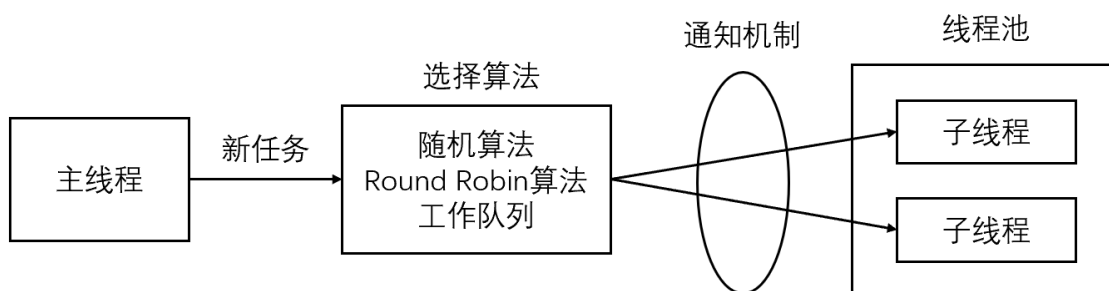 通知机制
线程池
选择算法
主线程
新任务
随机算法
Round Robin算法
工作队列
子线程
子线程